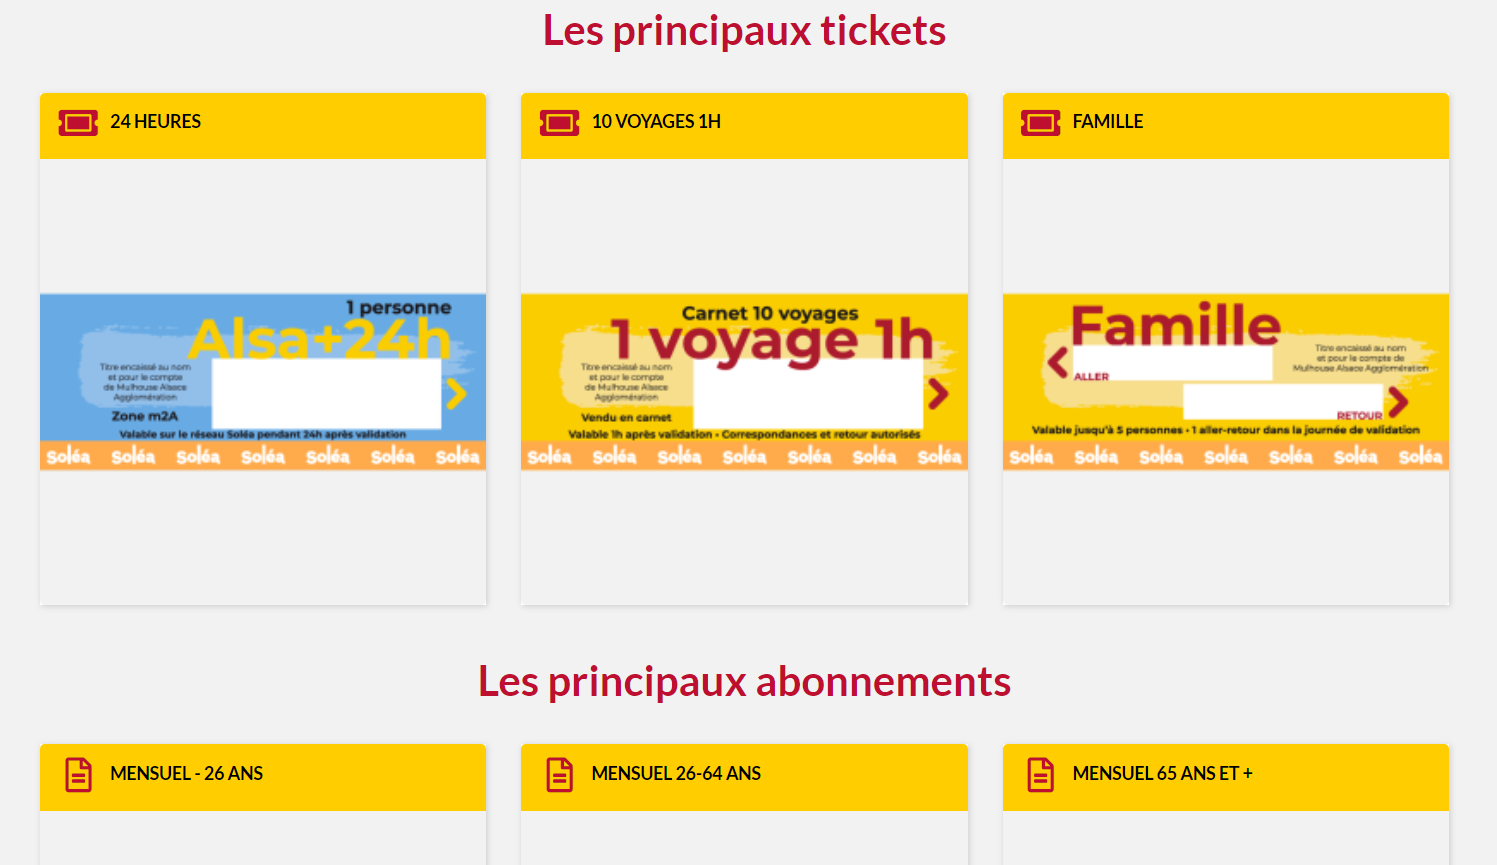 Les principaux tickets
24 HEURES
10 VOYAGES 1H
FAMILLE
1 personne
Alsa+24h
Titre encaissé au nom
et pour le compte
de Mulhouse Alsace
Agglomération
Zone m2A
Valable sur le réseau Soléa pendant 24h après validation
Soléa Soléa Soléa Soléa Soléa Soléa Soléa
Carnet 10 voyages
1 voyage 1h
Titre encaissé au nom
et pour le compte
de Mulhouse Alsace
Agglomération
Vendu en carnet
Valable 1h après validation • Correspondances et retour autorisés
Soléa Soléa Soléa Soléa Soléa Soléa Soléa
Famille
Titre encaissé au nom
et pour le compte de
Mulhouse Alsace Agglomération
ALLER
RETOUR
Valable jusqu'à 5 personnes • 1 aller-retour dans la journée de validation
Soléa Soléa Soléa Soléa Soléa Soléa Soléa
Les principaux abonnements
MENSUEL - 26 ANS
MENSUEL 26-64 ANS
MENSUEL 65 ANS ET +